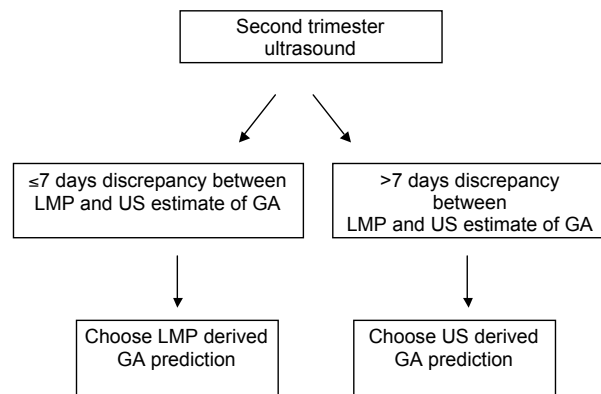 Second trimester
ultrasound
≤7 days discrepancy between
LMP and US estimate of GA
>7 days discrepancy
between
LMP and US estimate of GA
Choose LMP derived
GA prediction
Choose US derived
GA prediction